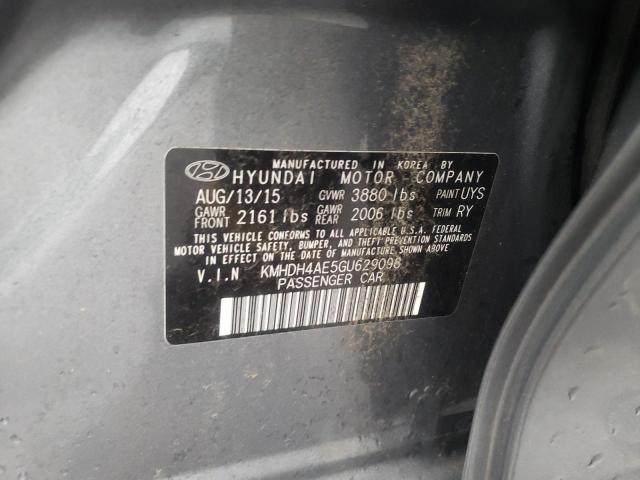 MANUFACTURED IN KOREA BY
HYUNDAI MOTOR COMPANY
AUG/13/15 GVWR 3880 lbs PAINT UYS
GAWR FRONT 2161 lbs GAWR REAR 2006 lbs TRIM RY
THIS VEHICLE CONFORMS TO ALL APPLICABLE U.S.A. FEDERAL
MOTOR VEHICLE SAFETY, BUMPER, AND THEFT PREVENTION STANDARDS
IN EFFECT ON THE DATE OF MANUFACTURE SHOWN ABOVE.
V.I.N KMHDH4AE5GU629098
PASSENGER CAR